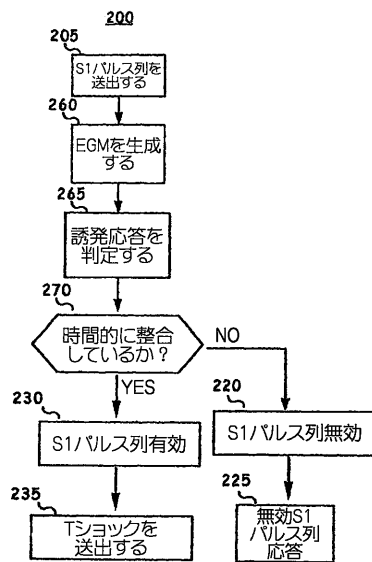 200
205
S1パルス列を
送出する
260
EGMを生成
する
265
誘発応答を
判定する
270
時間的に整合
しているか？
NO
YES
230
S1パルス列有効
220
S1パルス列無効
235
Tショックを
送出する
225
無効S1
パルス列
応答